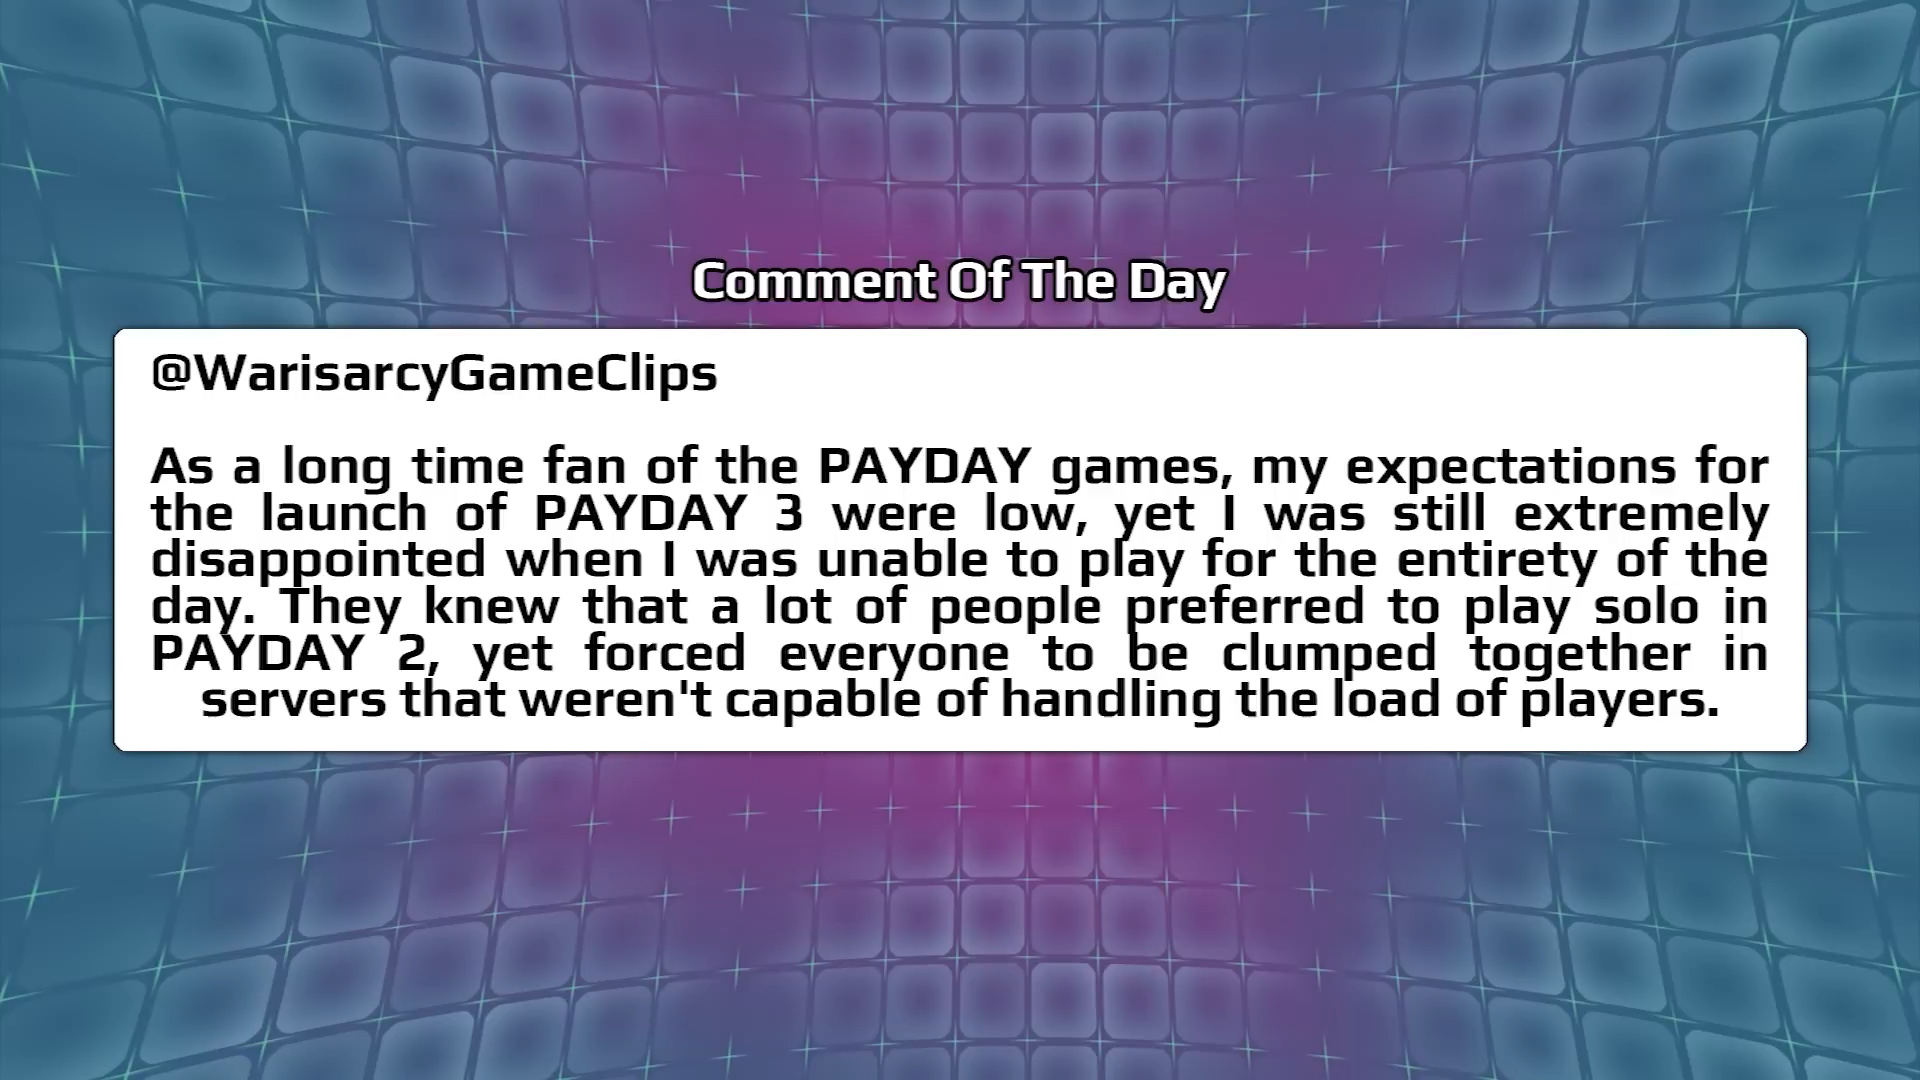 Comment Of The Day
@WarisarcyGameClips
As a long time fan of the PAYDAY games, my expectations for
the launch of PAYDAY 3 were low, yet I was still extremely
disappointed when I was unable to play for the entirety of the
day. They knew that a lot of people preferred to play solo in
PAYDAY 2, yet forced everyone to be clumped together in
servers that weren't capable of handling the load of players.